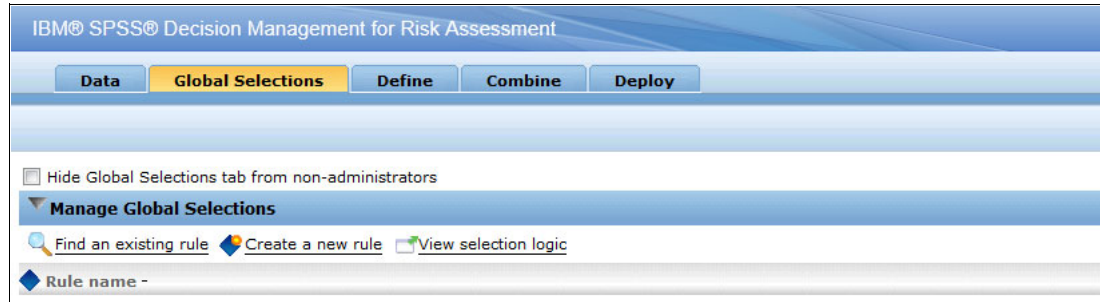 IBM® SPSS® Decision Management for Risk Assessment
Data Global Selections Define Combine Deploy
Hide Global Selections tab from non-administrators
Manage Global Selections
Find an existing rule Create a new rule View selection logic
Rule name -